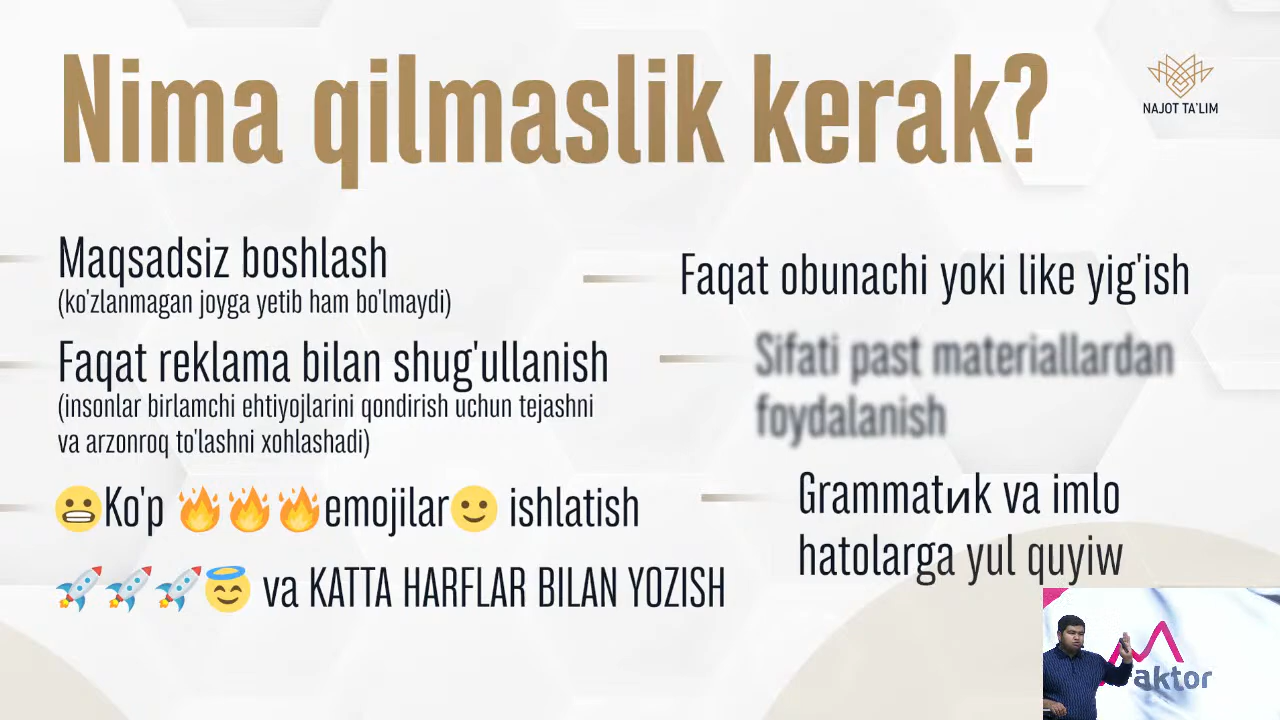 Nima qilmaslik kerak?
NAJOT TA'LIM
Maqsadsiz boshlash
(ko'zlanmagan joyga yetib ham bo'lmaydi)
Faqat reklama bilan shug'ullanish
(insonlar birlamchi ehtiyojlarini qondirish uchun tejashni
va arzonroq to'lashni xohlashadi)
😬Ko'p 🔥🔥🔥emojilar🙂 ishlatish
🚀🚀🚀😇 va KATTA HARFLAR BILAN YOZISH
Faqat obunachi yoki like yig'ish
Sifati past materiallardan
foydalanish
Grammatиk va imlo
hatolarga yul quyiw